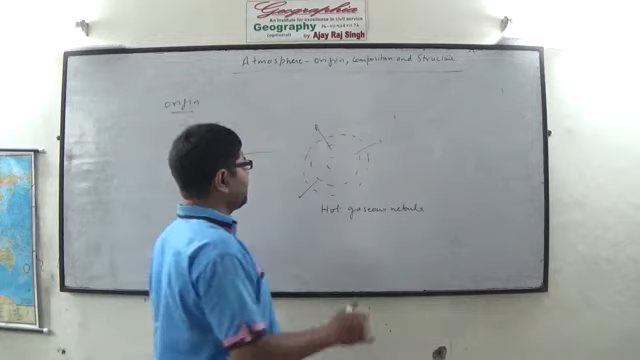 Geographia
An Institute for excellence in civil service
Geography
(optional) by Ajay Raj Singh
Atmosphere - origin, composition and Structure
origin
Hot gaseous nebula